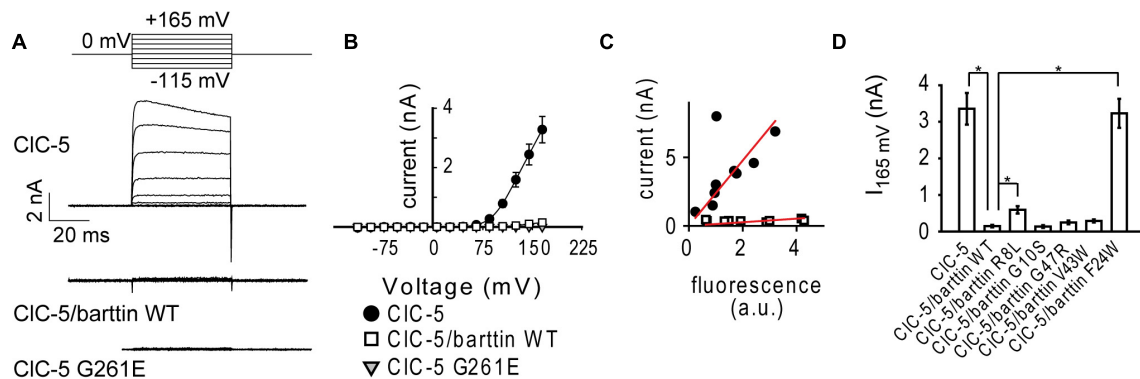 A
+165 mV
0 mV
-115 mV
ClC-5
2 nA
20 ms
ClC-5/barttin WT
ClC-5 G261E
B
current (nA)
4
2
-75
0
75
150
225
Voltage (mV)
ClC-5
ClC-5/barttin WT
ClC-5 G261E
C
current (nA)
5
0
0
2
4
fluorescence
(a.u.)
D
I165 mV (nA)
4
3
2
1
0
*
*
*
ClC-5
ClC-5/barttin WT
ClC-5/barttin R8L
ClC-5/barttin G10S
ClC-5/barttin G47R
ClC-5/barttin V43W
ClC-5/barttin F24W